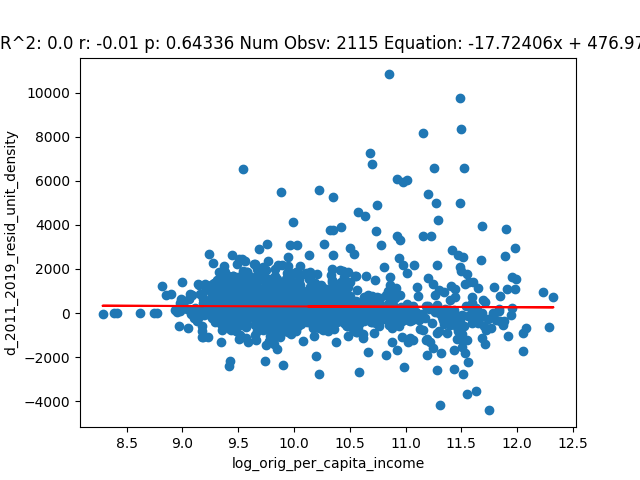 R^2: 0.0 r: -0.01 p: 0.64336 Num Obsv: 2115 Equation: -17.72406x + 476.97
d_2011_2019_resid_unit_density
10000
8000
6000
4000
2000
0
−2000
−4000
8.5 9.0 9.5 10.0 10.5 11.0 11.5 12.0 12.5
log_orig_per_capita_income